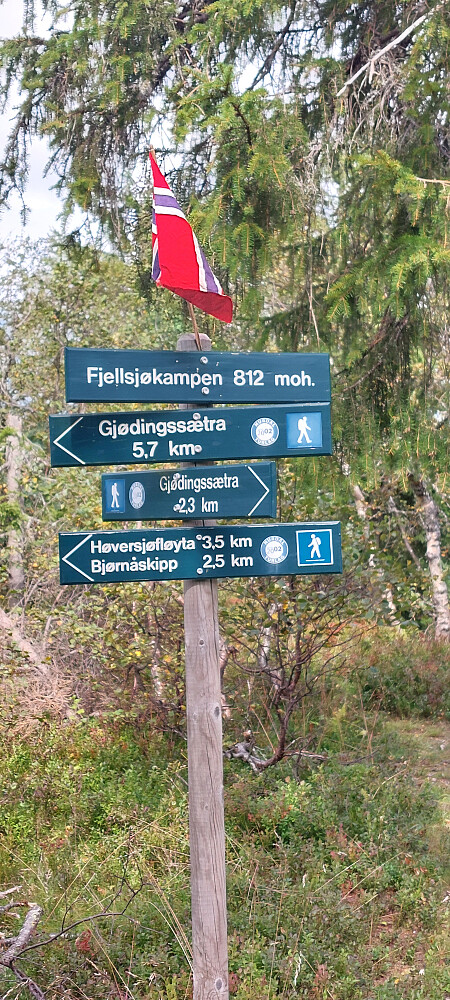 Fjellsjøkampen 812 moh.
Gjødingssætra
5,7 km
Gjødingssætra
2,3 km
Høversjøfløyta 3,5 km
Bjørnåskipp 2,5 km